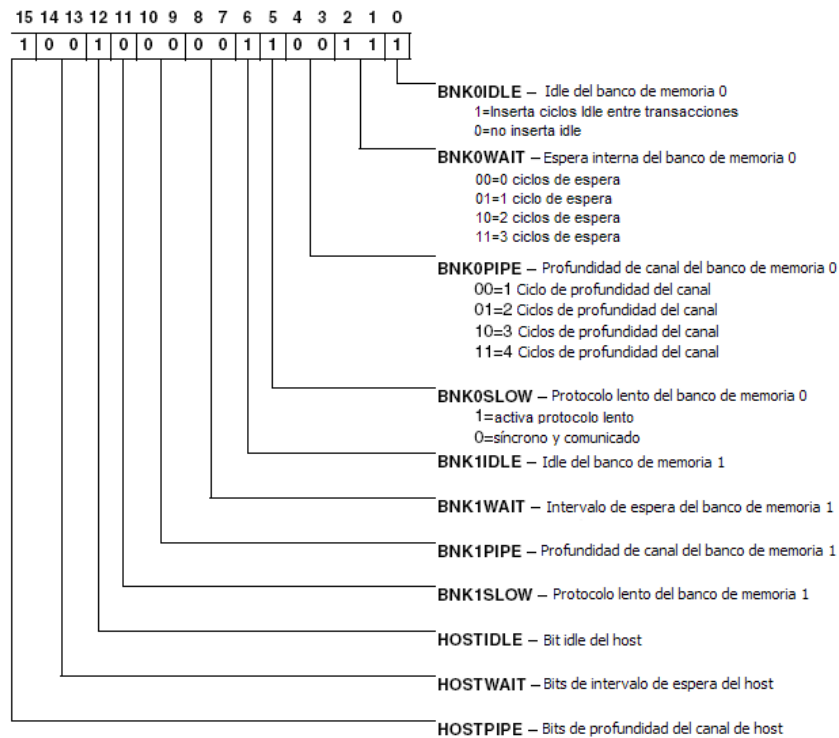 15 14 13 12 11 10 9 8 7 6 5 4 3 2 1 0
1 0 0 1 0 0 0 0 0 1 1 0 0 1 1 1
BNK0IDLE – Idle del banco de memoria 0
1=Inserta ciclos Idle entre transacciones
0=no inserta idle
BNK0WAIT – Espera interna del banco de memoria 0
00=0 ciclos de espera
01=1 ciclo de espera
10=2 ciclos de espera
11=3 ciclos de espera
BNK0PIPE – Profundidad de canal del banco de memoria 0
00=1 Ciclo de profundidad del canal
01=2 Ciclos de profundidad del canal
10=3 Ciclos de profundidad del canal
11=4 Ciclos de profundidad del canal
BNK0SLOW – Protocolo lento del banco de memoria 0
1=activa protocolo lento
0=síncrono y comunicado
BNK1IDLE – Idle del banco de memoria 1
BNK1WAIT – Intervalo de espera del banco de memoria 1
BNK1PIPE – Profundidad de canal del banco de memoria 1
BNK1SLOW – Protocolo lento del banco de memoria 1
HOSTIDLE – Bit idle del host
HOSTWAIT – Bits de intervalo de espera del host
HOSTPIPE – Bits de profundidad del canal de host